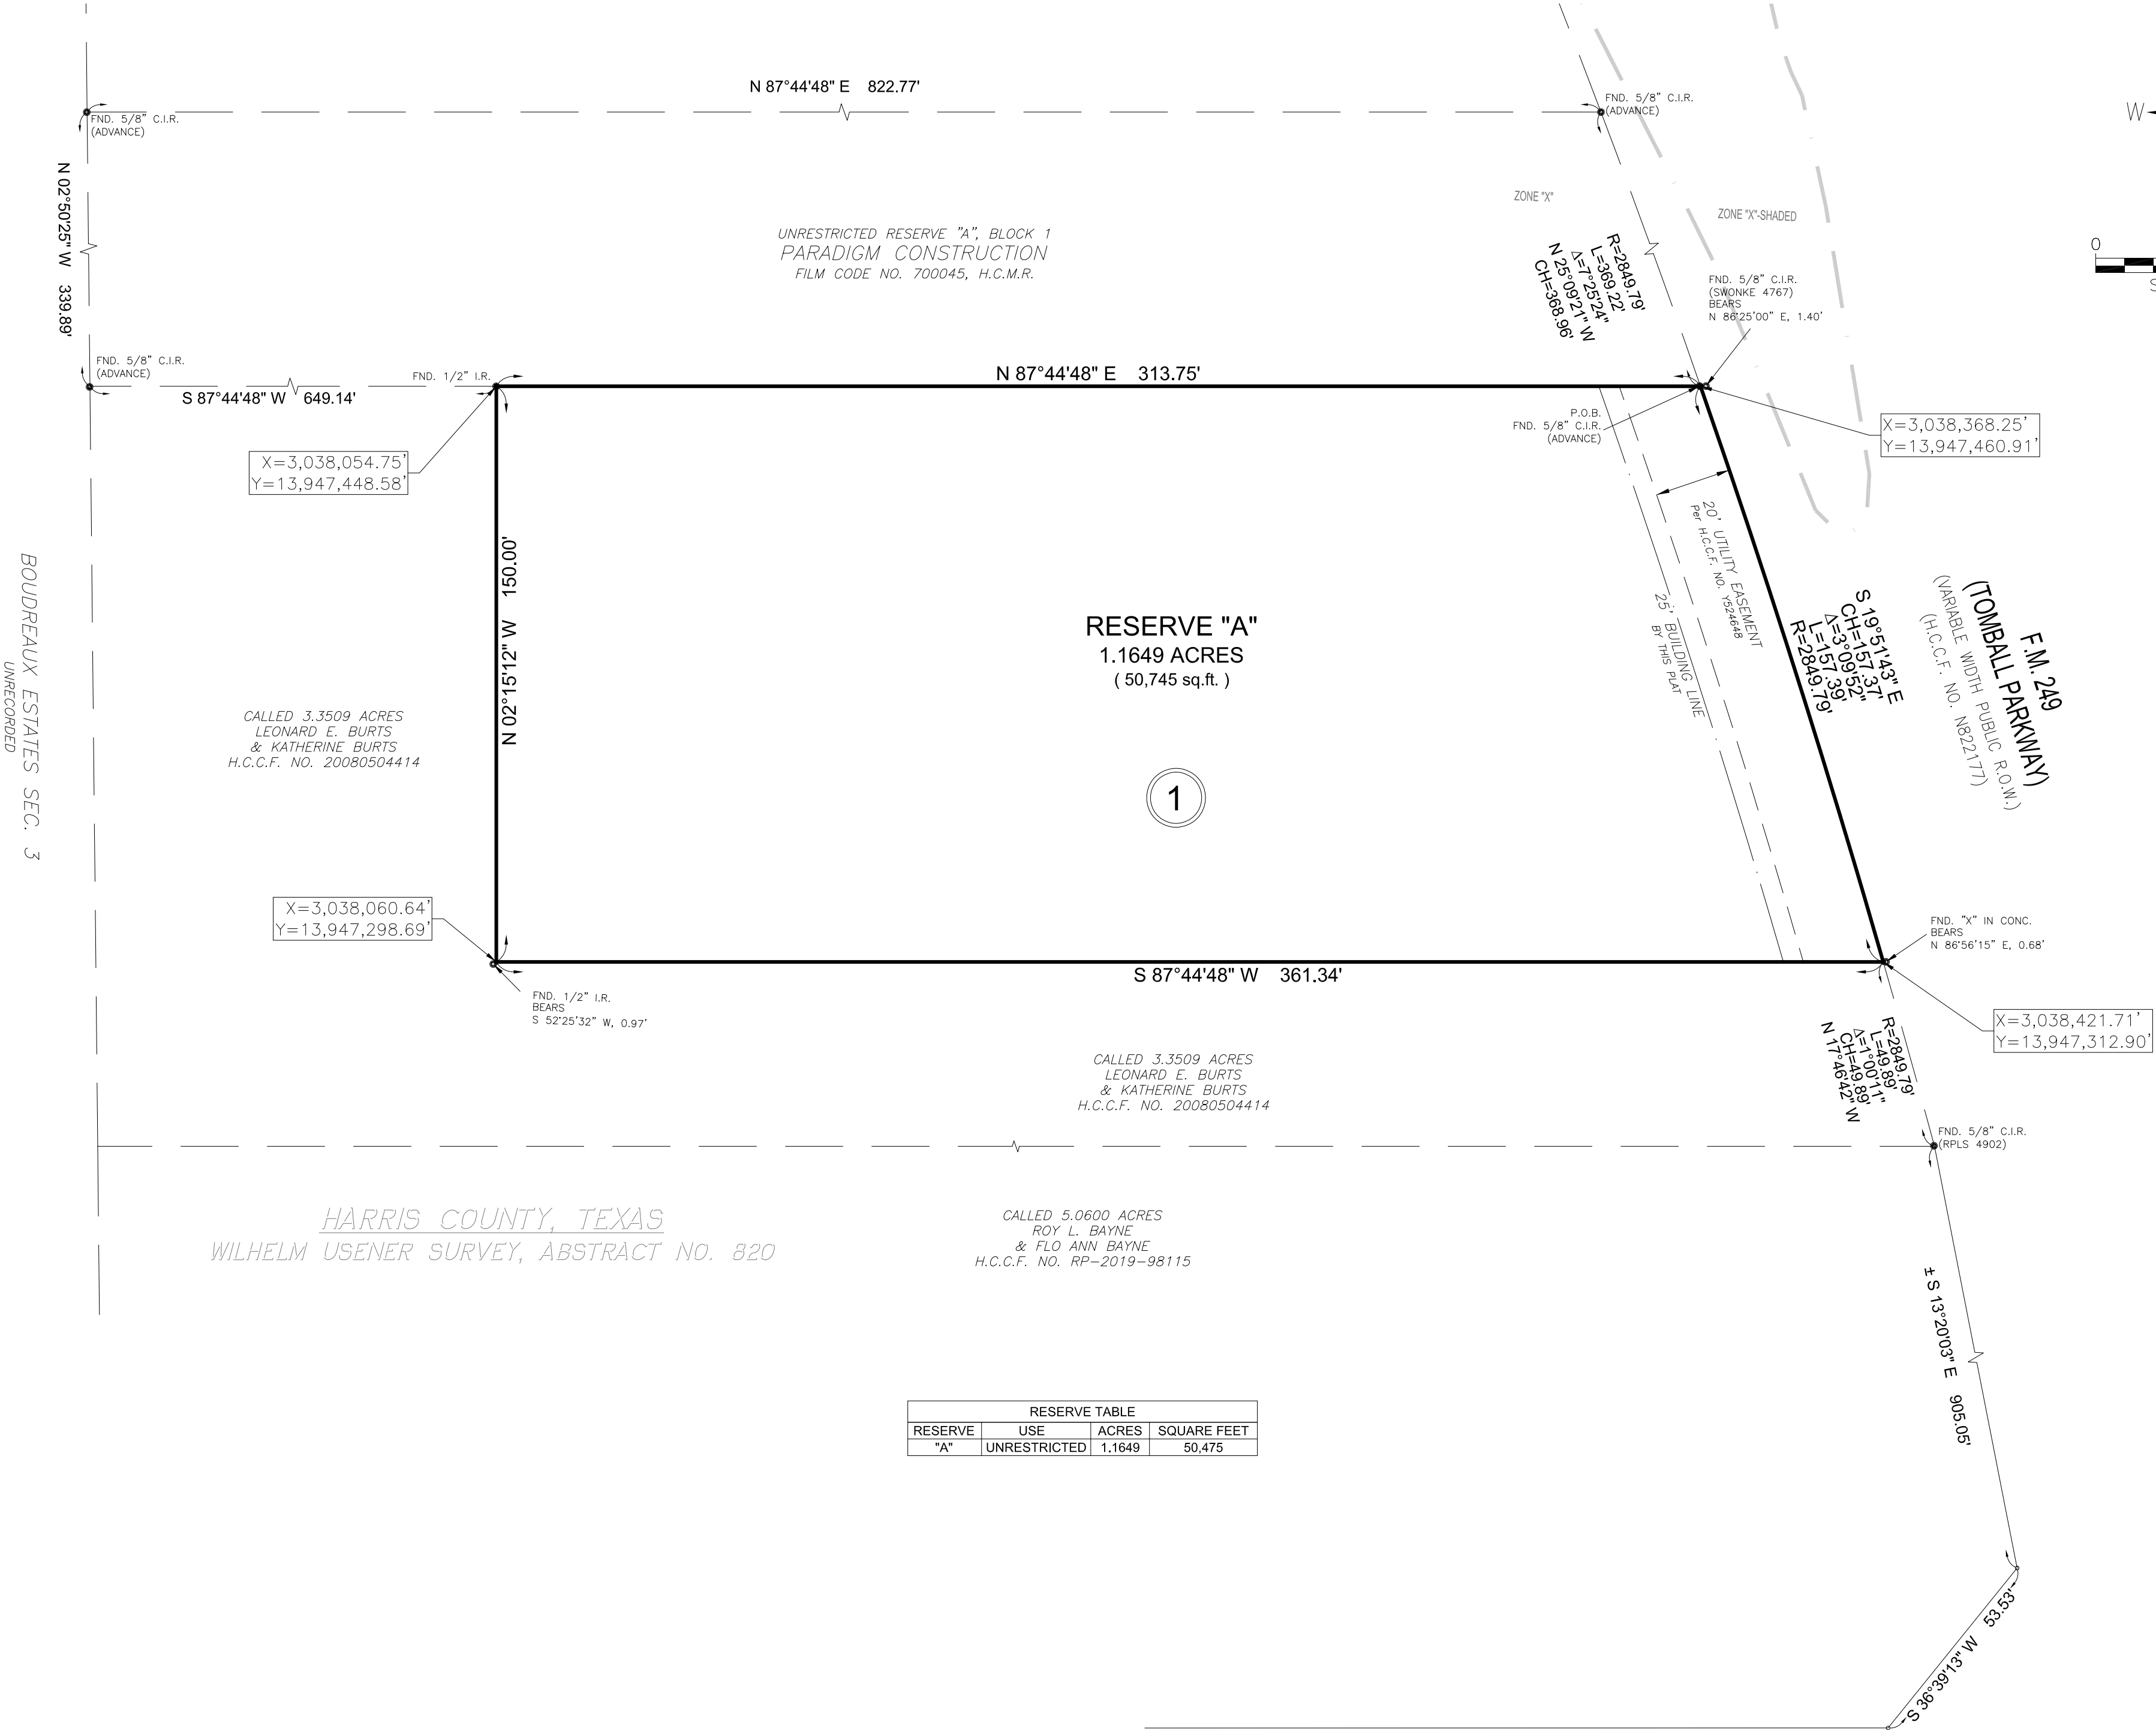 N 87°44'48" E 822.77'
FND. 5/8" C.I.R.
(ADVANCE)
FND. 5/8" C.I.R.
(ADVANCE)
W
N 02°50'25" W 339.89'
ZONE "X"
ZONE "X"-SHADED
UNRESTRICTED RESERVE "A", BLOCK 1
PARADIGM CONSTRUCTION
FILM CODE NO. 700045, H.C.M.R.
R=2849.79'
L=369.22'
Δ=7°25'24"
N 25°09'21" W
CH=368.96'
0
FND. 5/8" C.I.R.
(SWONKE 4767)
BEARS
N 86°25'00" E, 1.40'
FND. 5/8" C.I.R.
(ADVANCE)
FND. 1/2" I.R.
S 87°44'48" W 649.14'
N 87°44'48" E 313.75'
P.O.B.
FND. 5/8" C.I.R.
(ADVANCE)
X=3,038,368.25'
Y=13,947,460.91'
X=3,038,054.75'
Y=13,947,448.58'
20' UTILITY EASEMENT
Per H.C.C.F. NO. Y524648
25' BUILDING LINE
BY THIS PLAT
N 02°15'12" W 150.00'
RESERVE "A"
1.1649 ACRES
( 50,745 sq.ft. )
1
S 19°51'43" E
CH=157.37'
Δ=3°09'52"
L=157.39'
R=2849.79'
F.M. 249
(TOMBALL PARKWAY)
(VARIABLE WIDTH PUBLIC R.O.W.)
(H.C.C.F. NO. N822177)
BOUDREAUX ESTATES SEC. 3
UNRECORDED
CALLED 3.3509 ACRES
LEONARD E. BURTS
& KATHERINE BURTS
H.C.C.F. NO. 20080504414
X=3,038,060.64'
Y=13,947,298.69'
FND. "X" IN CONC.
BEARS
N 86°56'15" E, 0.68'
S 87°44'48" W 361.34'
FND. 1/2" I.R.
BEARS
S 52°25'32" W, 0.97'
X=3,038,421.71'
Y=13,947,312.90'
R=2849.79'
L=49.89'
Δ=1°00'11"
CH=49.89'
N 17°46'42" W
CALLED 3.3509 ACRES
LEONARD E. BURTS
& KATHERINE BURTS
H.C.C.F. NO. 20080504414
FND. 5/8" C.I.R.
(RPLS 4902)
HARRIS COUNTY, TEXAS
WILHELM USENER SURVEY, ABSTRACT NO. 820
CALLED 5.0600 ACRES
ROY L. BAYNE
& FLO ANN BAYNE
H.C.C.F. NO. RP-2019-98115
± S 13°20'03" E 905.05'
RESERVE TABLE
RESERVE USE ACRES SQUARE FEET
"A" UNRESTRICTED 1.1649 50,475
S 36°39'13" W 53.53'